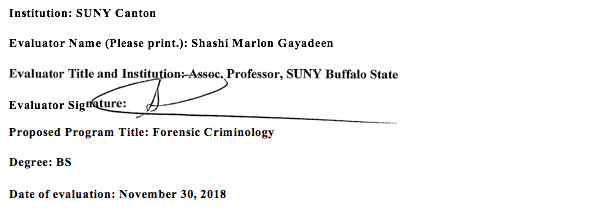 Institution: SUNY Canton
Evaluator Name (Please print.): Shashi Marlon Gayadeen
Evaluator Title and Institution: Assoc. Professor, SUNY Buffalo State
Evaluator Signature:
Proposed Program Title: Forensic Criminology
Degree: BS
Date of evaluation: November 30, 2018